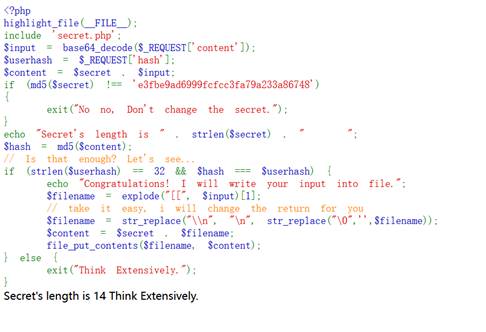 <?php
highlight_file(__FILE__);
include 'secret.php';
$input = base64_decode($_REQUEST['content']);
$userhash = $_REQUEST['hash'];
$content = $secret . $input;
if (md5($secret) !== 'e3fbe9ad6999fcfcc3fa79a233a86748')
{
exit("No no, Don't change the secret.");
}
echo "Secret's length is " . strlen($secret) . " ";
$hash = md5($content);
// Is that enough? Let's see...
if (strlen($userhash) == 32 && $hash === $userhash) {
echo "Congratulations! I will write your input into file.";
$filename = explode("[[", $input)[1];
// take it easy, i will change the return for you
$filename = str_replace("\\n", "\n", str_replace("\0",'',$filename));
$content = $secret . $filename;
file_put_contents($filename, $content);
} else {
exit("Think Extensively.");
}
Secret's length is 14 Think Extensively.